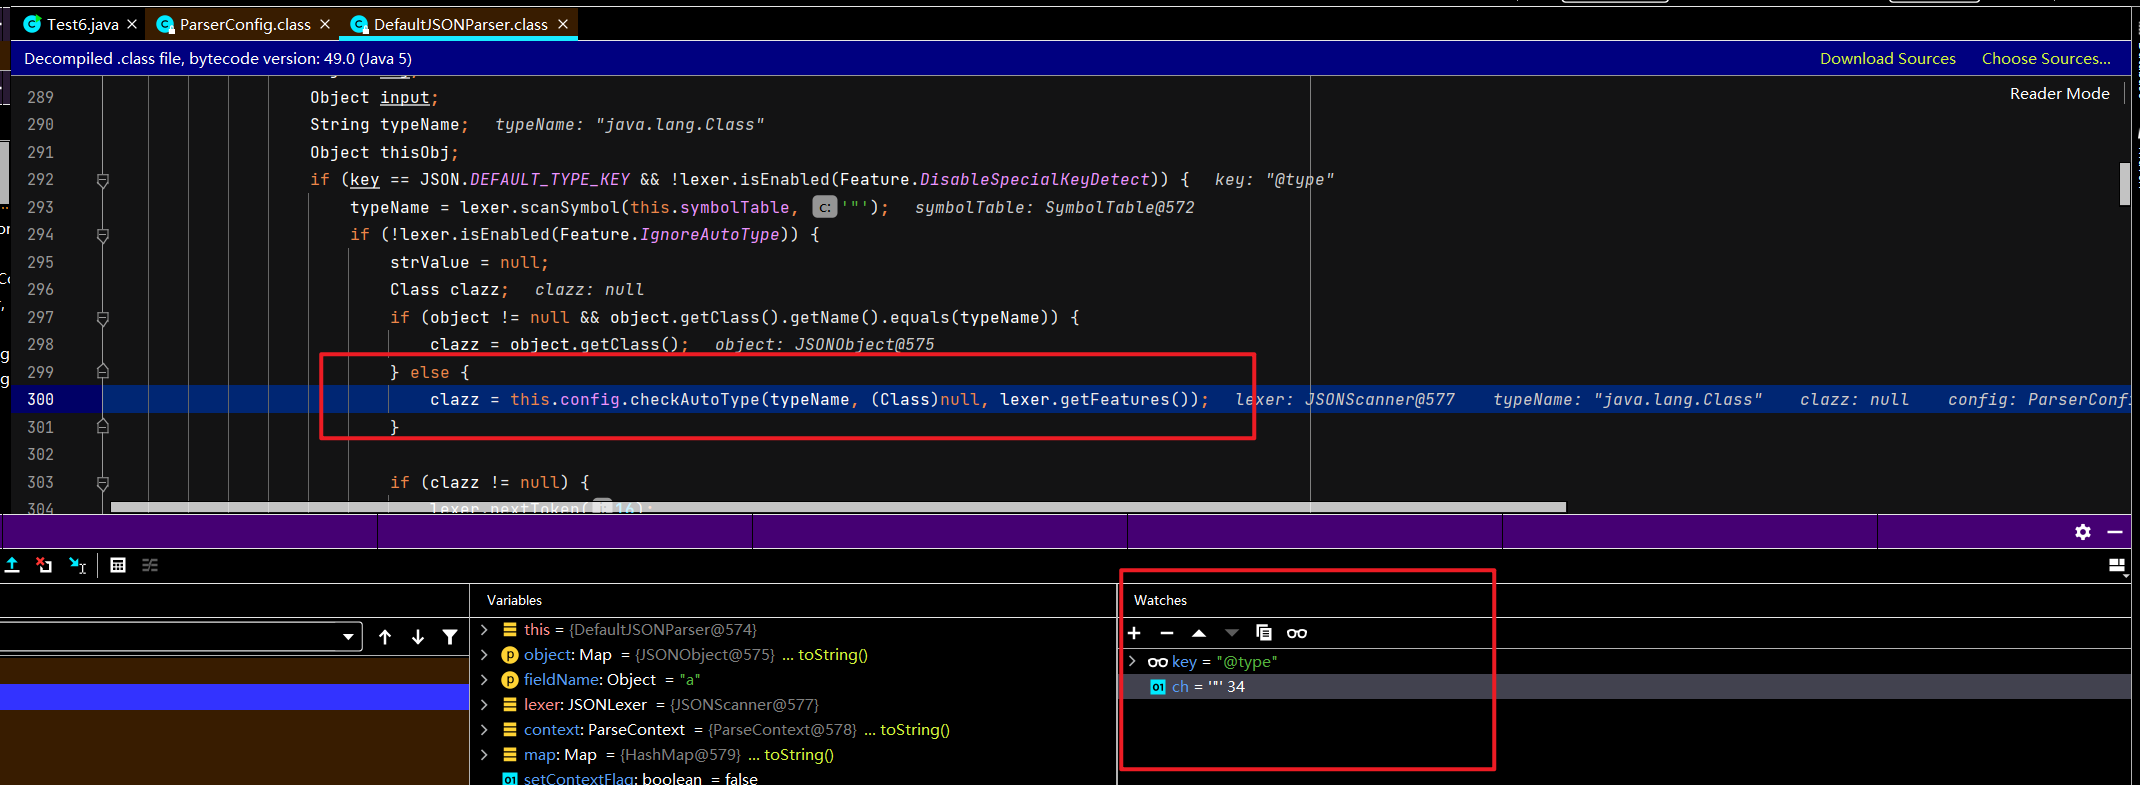 Test6.java ParserConfig.class DefaultJSONParser.class
Decompiled .class file, bytecode version: 49.0 (Java 5) Download Sources Choose Sources...
Reader Mode
289 Object input;
290 String typeName; typeName: "java.lang.Class"
291 Object thisObj;
292 if (key == JSON.DEFAULT_TYPE_KEY && !lexer.isEnabled(Feature.DisableSpecialKeyDetect)) { key: "@type"
293 typeName = lexer.scanSymbol(this.symbolTable, c: '"'); symbolTable: SymbolTable@572
294 if (!lexer.isEnabled(Feature.IgnoreAutoType)) {
295 strValue = null;
296 Class clazz; clazz: null
297 if (object != null && object.getClass().getName().equals(typeName)) {
298 clazz = object.getClass(); object: JSONObject@575
299 } else {
300 clazz = this.config.checkAutoType(typeName, (Class)null, lexer.getFeatures()); lexer: JSONScanner@577 typeName: "java.lang.Class" clazz: null config: ParserConfi
301 }
302
303 if (clazz != null) {
304 lexer.nextToken( 16);
Variables
this = {DefaultJSONParser@574}
object: Map = {JSONObject@575} ... toString()
fieldName: Object = "a"
lexer: JSONLexer = {JSONScanner@577}
context: ParseContext = {ParseContext@578} ... toString()
map: Map = {HashMap@579} ... toString()
setContextFlag: boolean = false
Watches
key = "@type"
ch = '"' 34